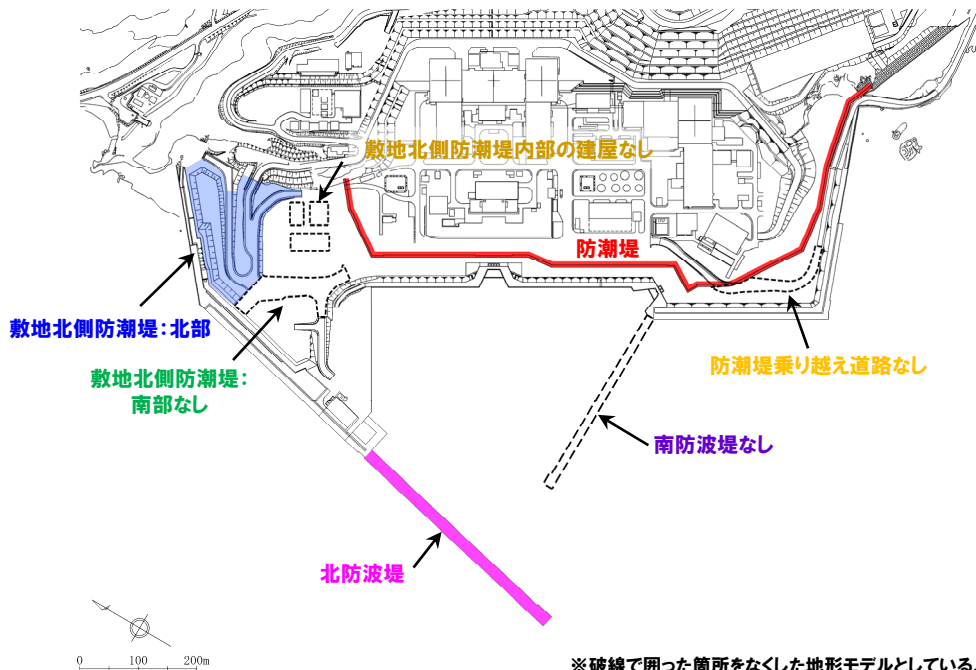 敷地北側防潮堤内部の建屋なし
防潮堤
敷地北側防潮堤：北部
敷地北側防潮堤：
南部なし
防潮堤乗り越え道路なし
南防波堤なし
北防波堤
0 100 200m
※破線で囲った箇所をなくした地形モデルとしている。